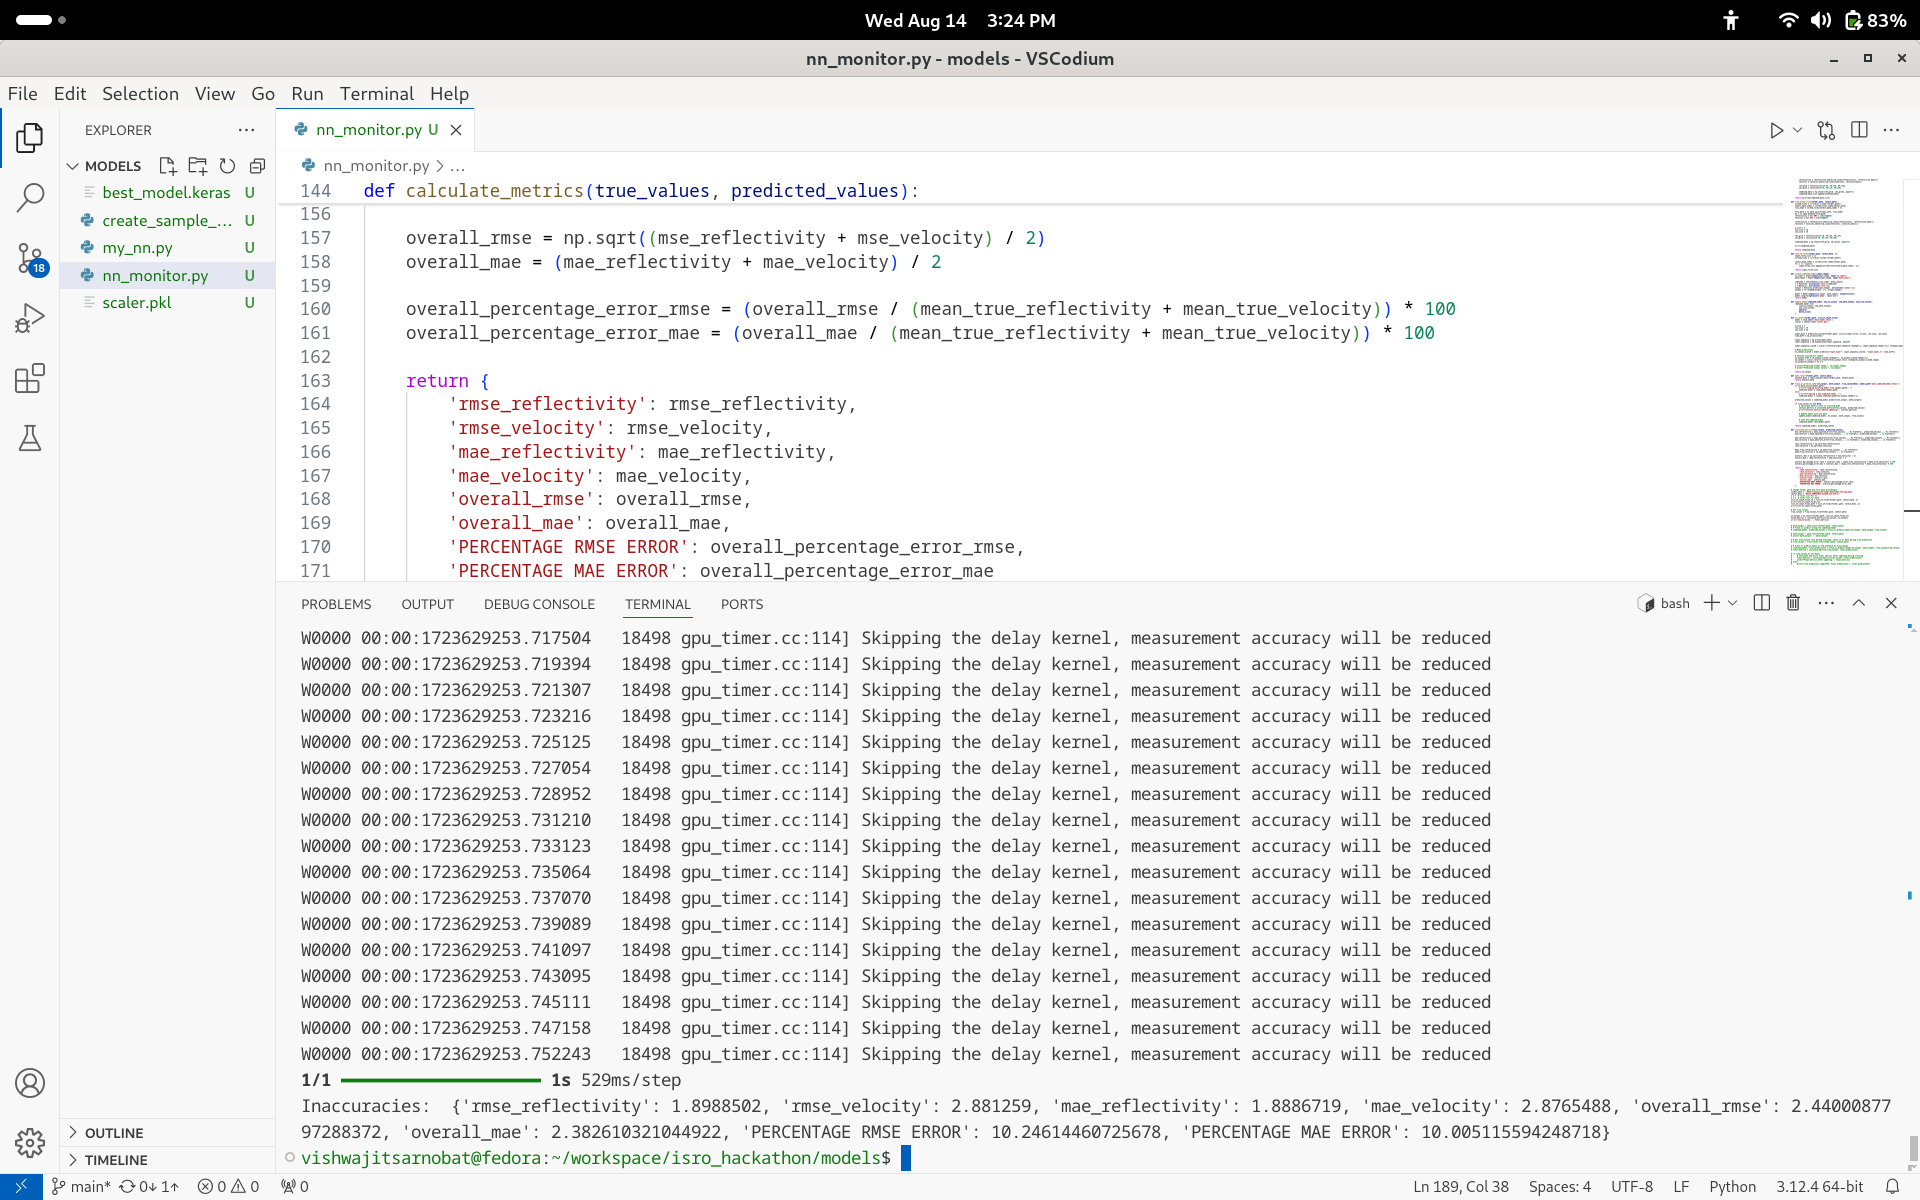 Wed Aug 14 3:24 PM
83%
nn_monitor.py - models - VSCodium
File Edit Selection View Go Run Terminal Help
EXPLORER
MODELS
best_model.keras U
create_sample_... U
my_nn.py U
nn_monitor.py U
scaler.pkl U
18
OUTLINE
TIMELINE
nn_monitor.py U
nn_monitor.py > ...
144 def calculate_metrics(true_values, predicted_values):
156
157 overall_rmse = np.sqrt((mse_reflectivity + mse_velocity) / 2)
158 overall_mae = (mae_reflectivity + mae_velocity) / 2
159
160 overall_percentage_error_rmse = (overall_rmse / (mean_true_reflectivity + mean_true_velocity)) * 100
161 overall_percentage_error_mae = (overall_mae / (mean_true_reflectivity + mean_true_velocity)) * 100
162
163 return {
164 'rmse_reflectivity': rmse_reflectivity,
165 'rmse_velocity': rmse_velocity,
166 'mae_reflectivity': mae_reflectivity,
167 'mae_velocity': mae_velocity,
168 'overall_rmse': overall_rmse,
169 'overall_mae': overall_mae,
170 'PERCENTAGE RMSE ERROR': overall_percentage_error_rmse,
171 'PERCENTAGE MAE ERROR': overall_percentage_error_mae
PROBLEMS OUTPUT DEBUG CONSOLE TERMINAL PORTS
bash
W0000 00:00:1723629253.717504 18498 gpu_timer.cc:114] Skipping the delay kernel, measurement accuracy will be reduced
W0000 00:00:1723629253.719394 18498 gpu_timer.cc:114] Skipping the delay kernel, measurement accuracy will be reduced
W0000 00:00:1723629253.721307 18498 gpu_timer.cc:114] Skipping the delay kernel, measurement accuracy will be reduced
W0000 00:00:1723629253.723216 18498 gpu_timer.cc:114] Skipping the delay kernel, measurement accuracy will be reduced
W0000 00:00:1723629253.725125 18498 gpu_timer.cc:114] Skipping the delay kernel, measurement accuracy will be reduced
W0000 00:00:1723629253.727054 18498 gpu_timer.cc:114] Skipping the delay kernel, measurement accuracy will be reduced
W0000 00:00:1723629253.728952 18498 gpu_timer.cc:114] Skipping the delay kernel, measurement accuracy will be reduced
W0000 00:00:1723629253.731210 18498 gpu_timer.cc:114] Skipping the delay kernel, measurement accuracy will be reduced
W0000 00:00:1723629253.733123 18498 gpu_timer.cc:114] Skipping the delay kernel, measurement accuracy will be reduced
W0000 00:00:1723629253.735064 18498 gpu_timer.cc:114] Skipping the delay kernel, measurement accuracy will be reduced
W0000 00:00:1723629253.737070 18498 gpu_timer.cc:114] Skipping the delay kernel, measurement accuracy will be reduced
W0000 00:00:1723629253.739089 18498 gpu_timer.cc:114] Skipping the delay kernel, measurement accuracy will be reduced
W0000 00:00:1723629253.741097 18498 gpu_timer.cc:114] Skipping the delay kernel, measurement accuracy will be reduced
W0000 00:00:1723629253.743095 18498 gpu_timer.cc:114] Skipping the delay kernel, measurement accuracy will be reduced
W0000 00:00:1723629253.745111 18498 gpu_timer.cc:114] Skipping the delay kernel, measurement accuracy will be reduced
W0000 00:00:1723629253.747158 18498 gpu_timer.cc:114] Skipping the delay kernel, measurement accuracy will be reduced
W0000 00:00:1723629253.752243 18498 gpu_timer.cc:114] Skipping the delay kernel, measurement accuracy will be reduced
1/1 1s 529ms/step
Inaccuracies: {'rmse_reflectivity': 1.8988502, 'rmse_velocity': 2.881259, 'mae_reflectivity': 1.8886719, 'mae_velocity': 2.8765488, 'overall_rmse': 2.44000877
97288372, 'overall_mae': 2.382610321044922, 'PERCENTAGE RMSE ERROR': 10.24614460725678, 'PERCENTAGE MAE ERROR': 10.005115594248718}
vishwajitsarnobat@fedora:~/workspace/isro_hackathon/models$
main* 0↓ 1↑ 0 0 0
Ln 189, Col 38 Spaces: 4 UTF-8 LF Python 3.12.4 64-bit